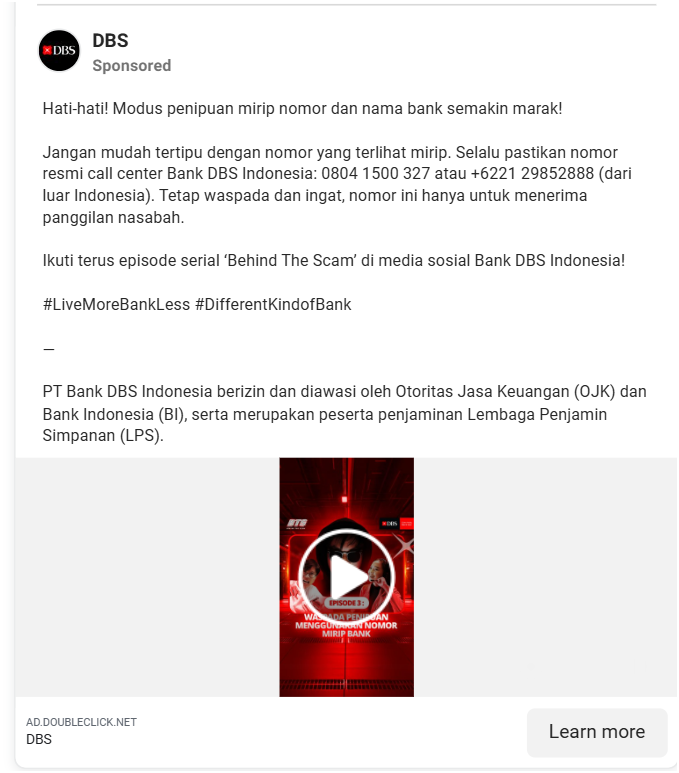 DBS
DBS
Sponsored
Hati-hati! Modus penipuan mirip nomor dan nama bank semakin marak!
Jangan mudah tertipu dengan nomor yang terlihat mirip. Selalu pastikan nomor
resmi call center Bank DBS Indonesia: 0804 1500 327 atau +6221 29852888 (dari
luar Indonesia). Tetap waspada dan ingat, nomor ini hanya untuk menerima
panggilan nasabah.
Ikuti terus episode serial ‘Behind The Scam’ di media sosial Bank DBS Indonesia!
#LiveMoreBankLess #DifferentKindofBank
—
PT Bank DBS Indonesia berizin dan diawasi oleh Otoritas Jasa Keuangan (OJK) dan
Bank Indonesia (BI), serta merupakan peserta penjaminan Lembaga Penjamin
Simpanan (LPS).
DBS
EPISODE 3:
WASPADA PENIPUAN
MENGGUNAKAN NOMOR
MIRIP BANK
AD.DOUBLECLICK.NET
DBS
Learn more